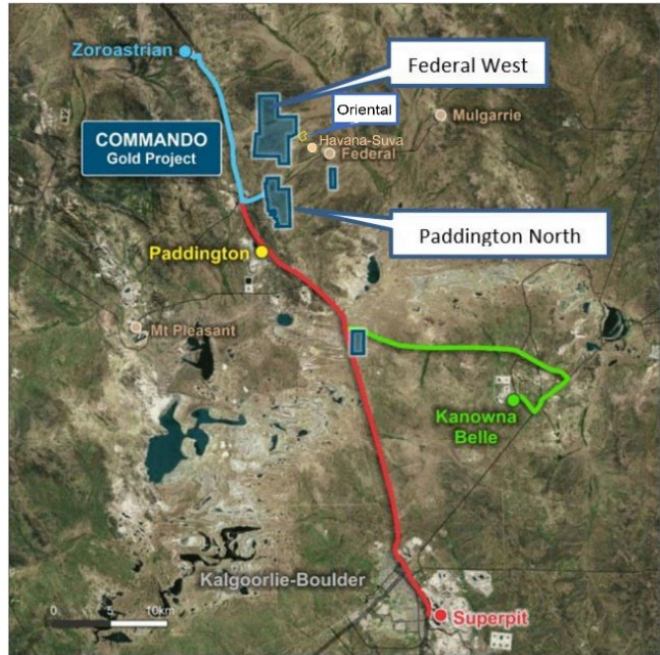 Zoroastrian
Federal West
Oriental
Mulgarrie
COMMANDO
Gold Project
Havana-Suva
Federal
Paddington North
Paddington
Mt Pleasant
Kanowna
Belle
Kalgoorlie-Boulder
0 5 10km
Superpit